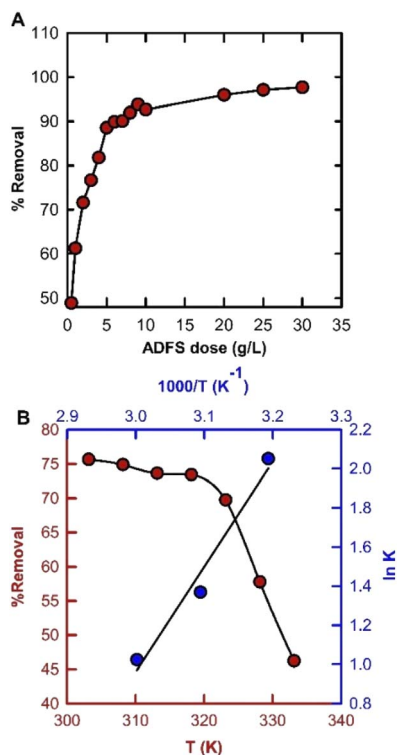 A
110
100
90
80
70
60
50
% Removal
0 5 10 15 20 25 30 35
ADFS dose (g/L)
1000/T (K⁻¹)
B
2.9 3.0 3.1 3.2 3.3
80
75
70
65
60
55
50
45
40
%Removal
2.2
2.0
1.8
1.6
1.4
1.2
1.0
0.8
ln K
300 310 320 330 340
T (K)